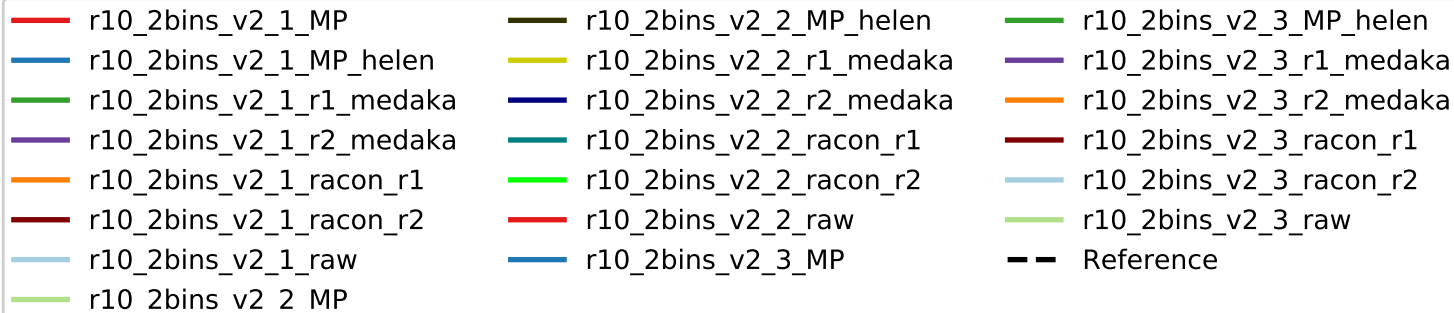 r10_2bins_v2_1_MP
r10_2bins_v2_1_MP_helen
r10_2bins_v2_1_r1_medaka
r10_2bins_v2_1_r2_medaka
r10_2bins_v2_1_racon_r1
r10_2bins_v2_1_racon_r2
r10_2bins_v2_1_raw
r10_2bins_v2_2_MP
r10_2bins_v2_2_MP_helen
r10_2bins_v2_2_r1_medaka
r10_2bins_v2_2_r2_medaka
r10_2bins_v2_2_racon_r1
r10_2bins_v2_2_racon_r2
r10_2bins_v2_2_raw
r10_2bins_v2_3_MP
r10_2bins_v2_3_MP_helen
r10_2bins_v2_3_r1_medaka
r10_2bins_v2_3_r2_medaka
r10_2bins_v2_3_racon_r1
r10_2bins_v2_3_racon_r2
r10_2bins_v2_3_raw
Reference